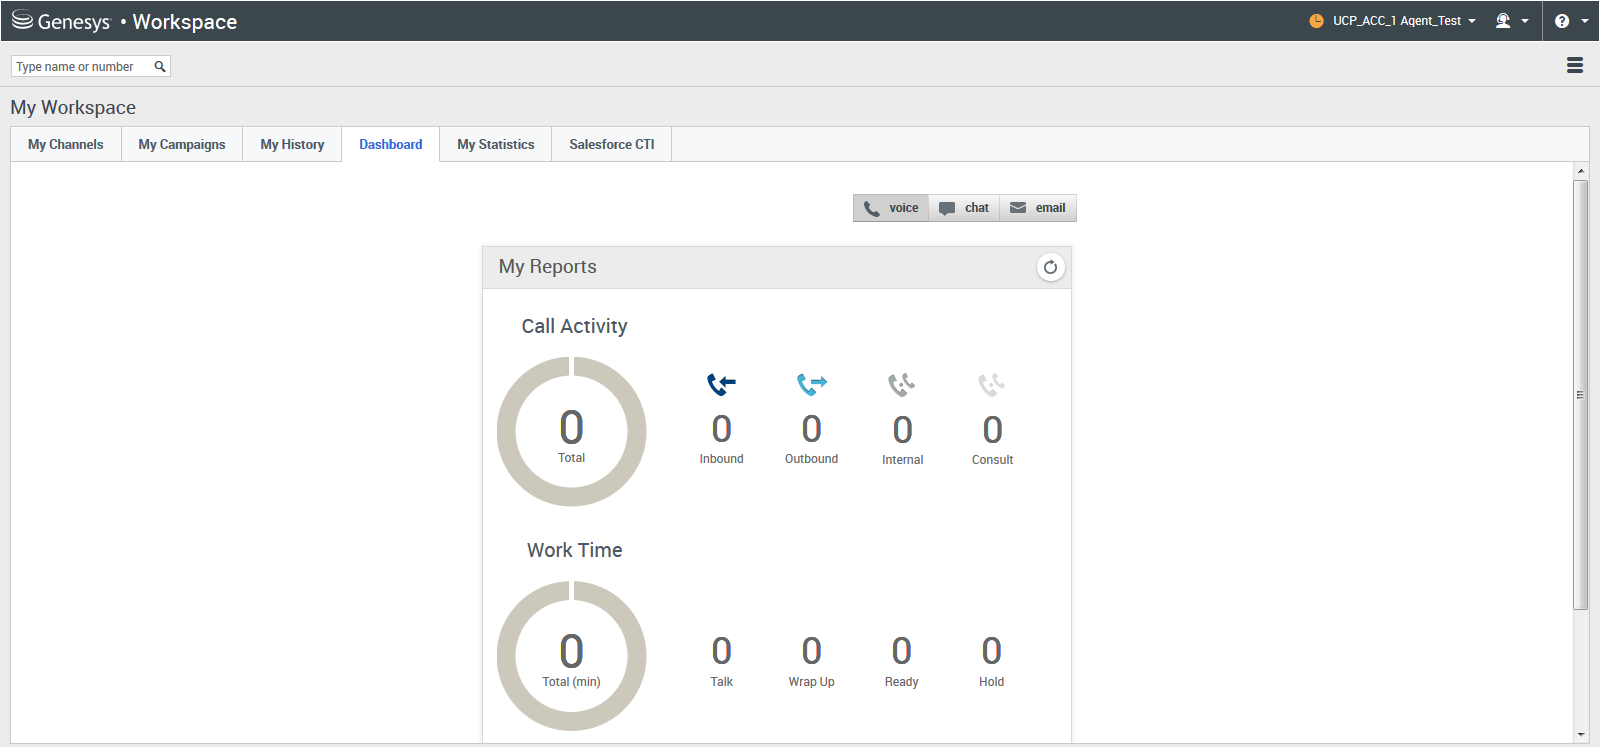 Genesys • Workspace
UCP_ACC_1 Agent_Test
?
Type name or number
My Workspace
My Channels My Campaigns My History Dashboard My Statistics Salesforce CTI
voice chat email
My Reports
Call Activity
0 0 0 0 0
Total Inbound Outbound Internal Consult
Work Time
0 0 0 0 0
Total (min) Talk Wrap Up Ready Hold